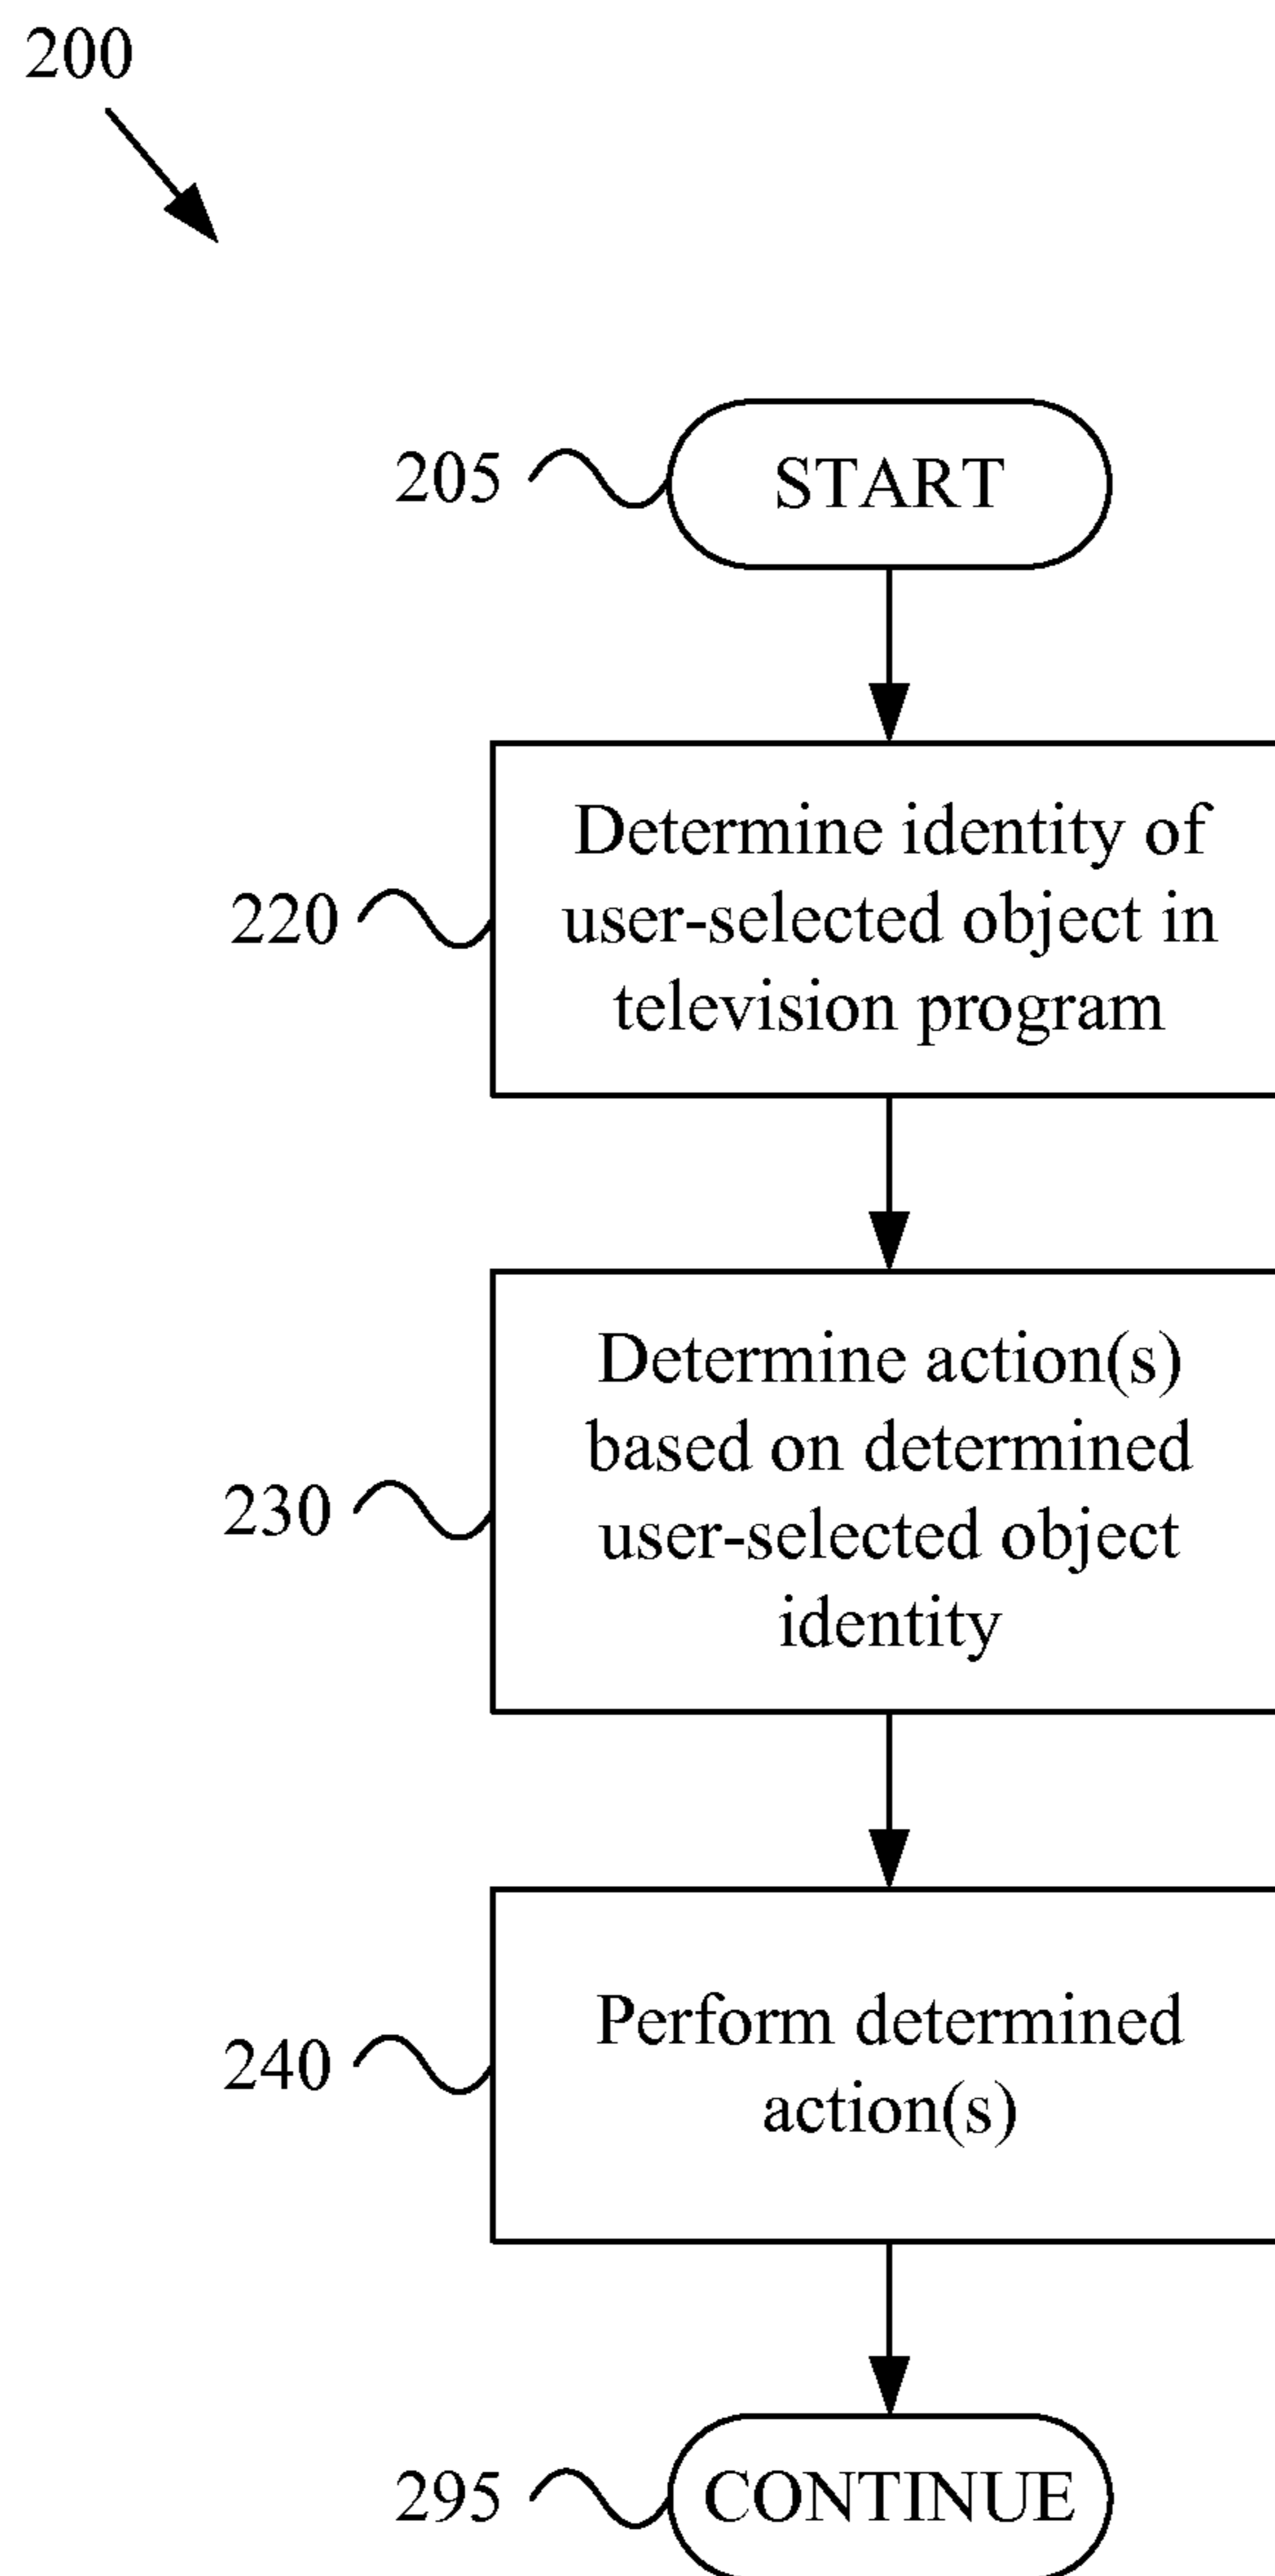 200
205
START
220
Determine identity of
user-selected object in
television program
230
Determine action(s)
based on determined
user-selected object
identity
240
Perform determined
action(s)
295
CONTINUE